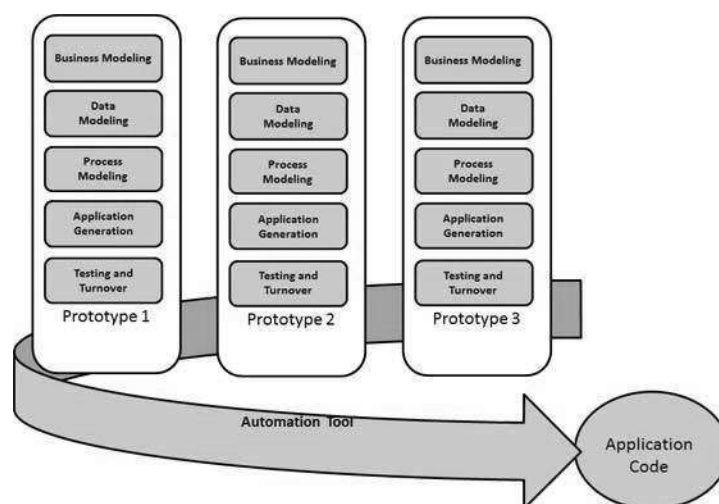 Business Modeling
Data
Modeling
Process
Modeling
Application
Generation
Testing and
Turnover
Prototype 1
Business Modeling
Data
Modeling
Process
Modeling
Application
Generation
Testing and
Turnover
Prototype 2
Business Modeling
Data
Modeling
Process
Modeling
Application
Generation
Testing and
Turnover
Prototype 3
Automation Tool
Application
Code